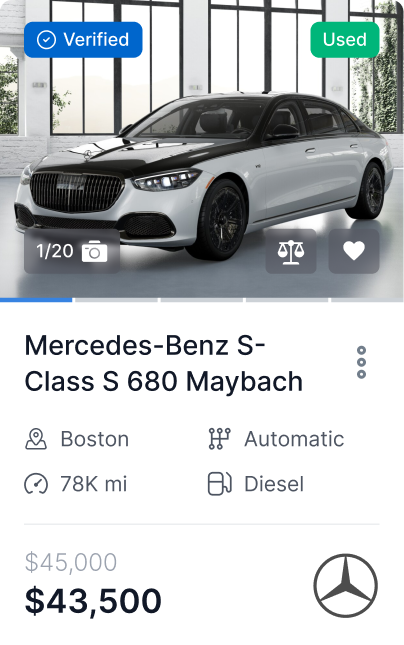 Verified
Used
1/20
Mercedes-Benz S-
Class S 680 Maybach
Boston
Automatic
78K mi
Diesel
$45,000
$43,500